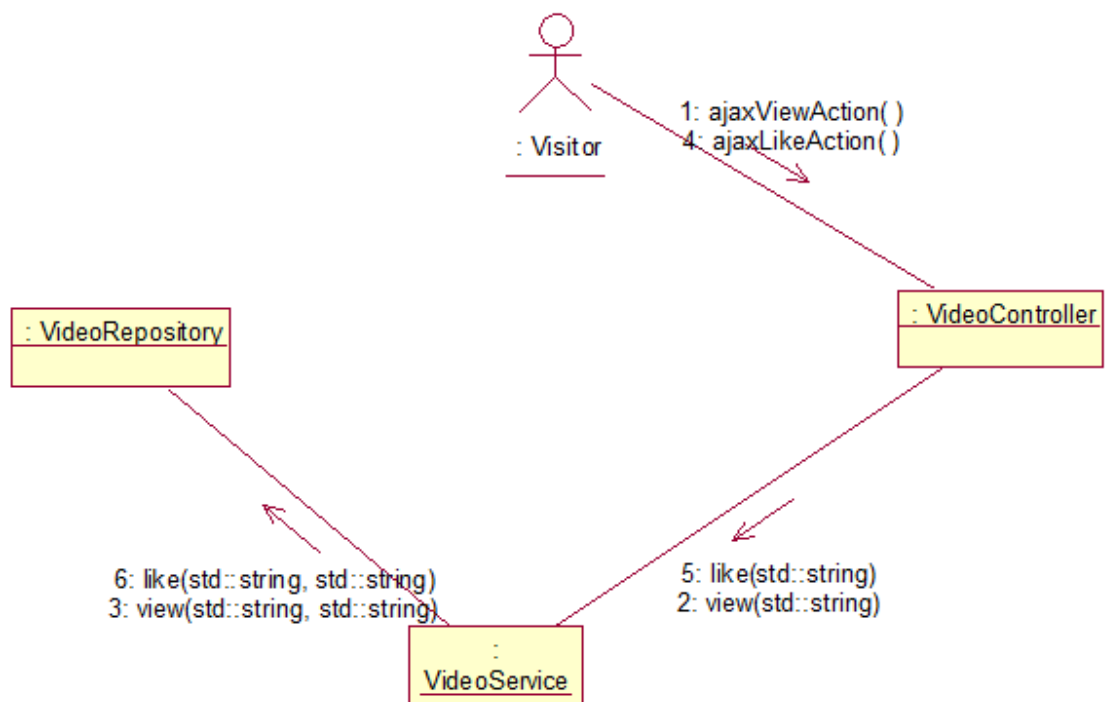 1: ajaxViewAction( )
4: ajaxLikeAction( )
: Visitor
: VideoRepository
: VideoController
6: like(std::string, std::string)
3: view(std::string, std::string)
5: like(std::string)
2: view(std::string)
:
VideoService